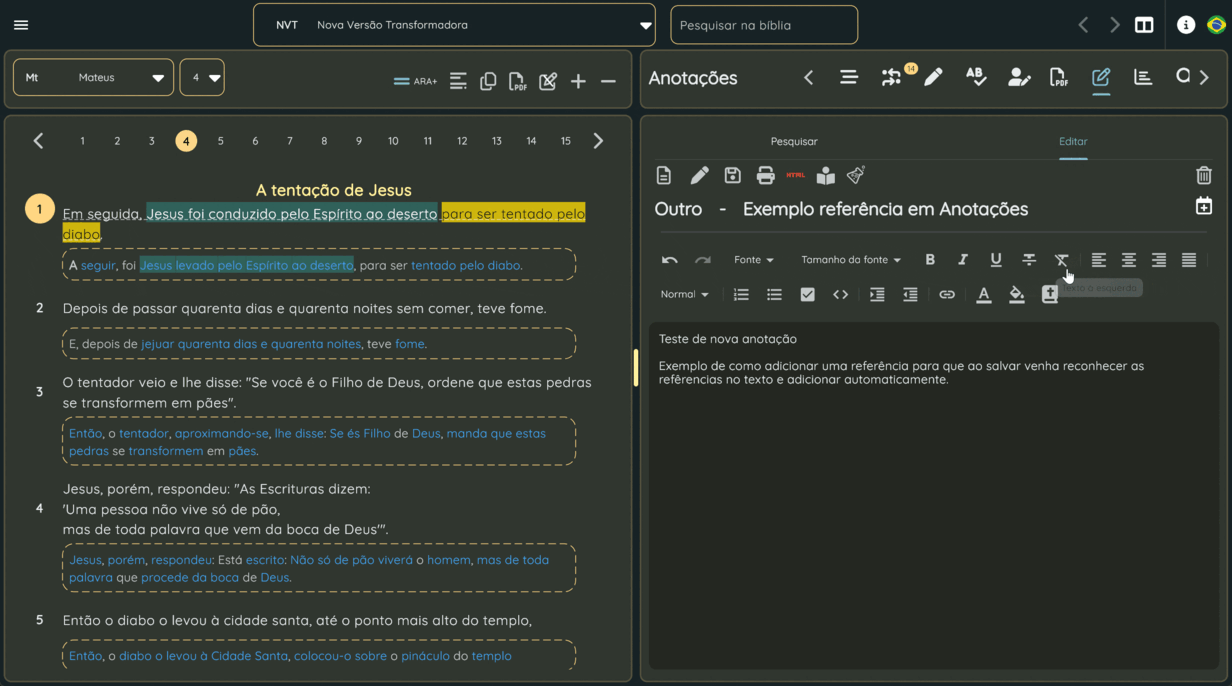 NVT Nova Versão Transformadora
Pesquisar na bíblia
Mt Mateus
4
ARA+
PDF
Anotações
14
AB
PDF
1 2 3 4 5 6 7 8 9 10 11 12 13 14 15
A tentação de Jesus
1 Em seguida, Jesus foi conduzido pelo Espírito ao deserto para ser tentado pelo
diabo.
A seguir, foi Jesus levado pelo Espírito ao deserto, para ser tentado pelo diabo.
2 Depois de passar quarenta dias e quarenta noites sem comer, teve fome.
E, depois de jejuar quarenta dias e quarenta noites, teve fome.
3 O tentador veio e lhe disse: "Se você é o Filho de Deus, ordene que estas pedras
se transformem em pães".
Então, o tentador, aproximando-se, lhe disse: Se és Filho de Deus, manda que estas
pedras se transformem em pães.
4 Jesus, porém, respondeu: "As Escrituras dizem:
'Uma pessoa não vive só de pão,
mas de toda palavra que vem da boca de Deus'".
Jesus, porém, respondeu: Está escrito: Não só de pão viverá o homem, mas de toda
palavra que procede da boca de Deus.
5 Então o diabo o levou à cidade santa, até o ponto mais alto do templo,
Então, o diabo o levou à Cidade Santa, colocou-o sobre o pináculo do templo
Pesquisar
Editar
HTML
Outro - Exemplo referência em Anotações
Fonte
Tamanho da fonte
B I U
Texto a esquerda
Normal
A
Teste de nova anotação
Exemplo de como adicionar uma referência para que ao salvar venha reconhecer as
refêrencias no texto e adicionar automaticamente.